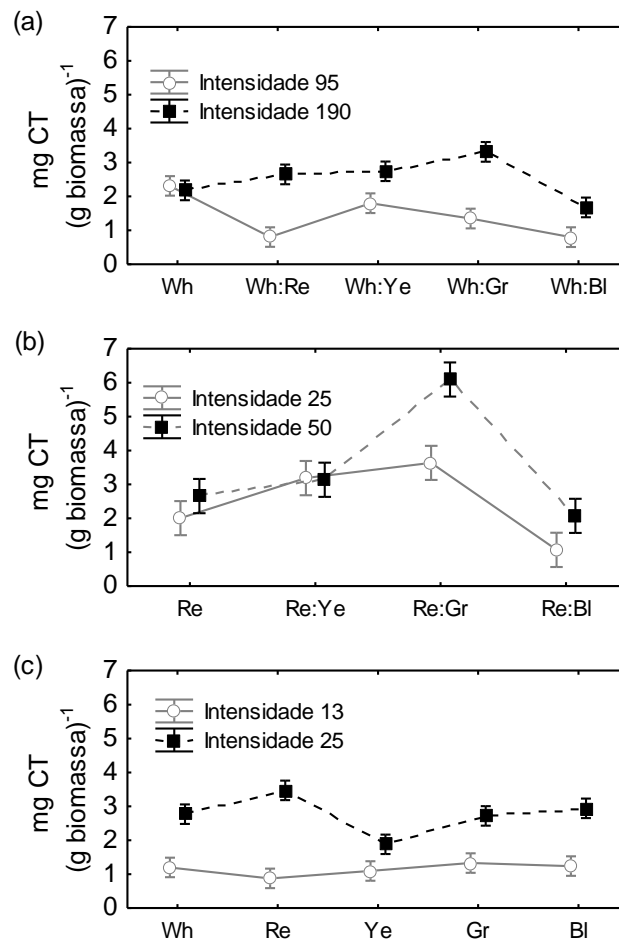 (a)
7
6
5
4
3
2
1
0
mg CT
(g biomassa)⁻¹
Intensidade 95
Intensidade 190
Wh Wh:Re Wh:Ye Wh:Gr Wh:Bl
(b)
7
6
5
4
3
2
1
0
mg CT
(g biomassa)⁻¹
Intensidade 25
Intensidade 50
Re Re:Ye Re:Gr Re:Bl
(c)
7
6
5
4
3
2
1
0
mg CT
(g biomassa)⁻¹
Intensidade 13
Intensidade 25
Wh Re Ye Gr Bl